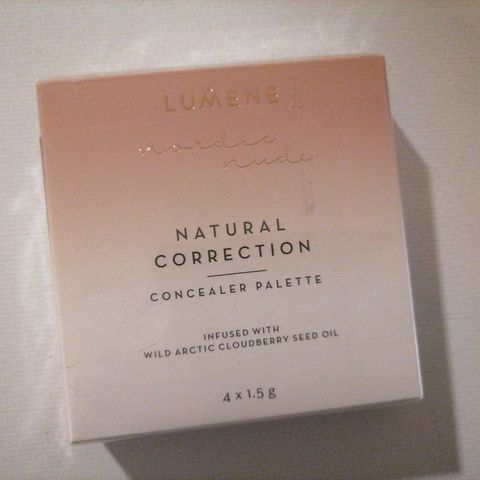 LUMENE
nordic
nude
NATURAL
CORRECTION
CONCEALER PALETTE
INFUSED WITH
WILD ARCTIC CLOUDBERRY SEED OIL
4 x 1.5 g